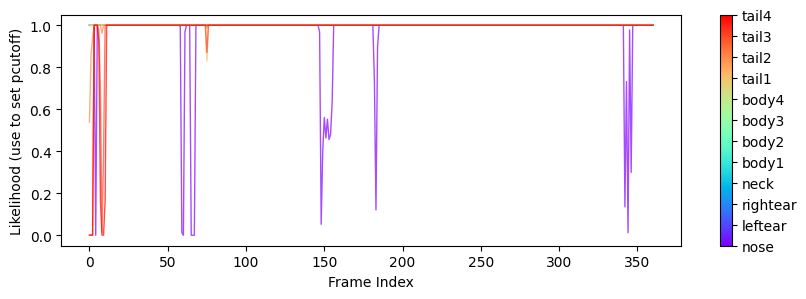 Likelihood (use to set pcutoff)
1.0
0.8
0.6
0.4
0.2
0.0
0
50
100
150
200
250
300
350
Frame Index
tail4
tail3
tail2
tail1
body4
body3
body2
body1
neck
rightear
leftear
nose